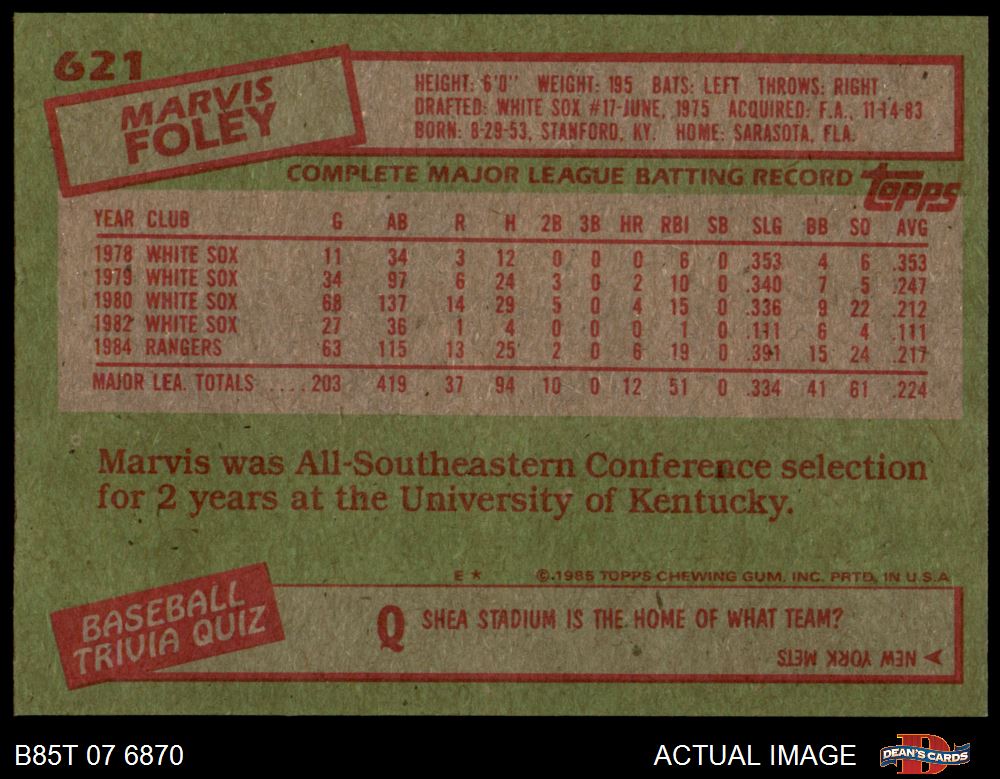 621
MARVIS
FOLEY
HEIGHT: 6'0" WEIGHT: 195 BATS: LEFT THROWS: RIGHT
DRAFTED: WHITE SOX #17-JUNE, 1975 ACQUIRED: F.A., 11-14-83
BORN: 8-29-53, STANFORD, KY. HOME: SARASOTA, FLA.
COMPLETE MAJOR LEAGUE BATTING RECORD topps
YEAR CLUB G AB R H 2B 3B HR RBI SB SLG BB SO AVG
1978 WHITE SOX 11 34 3 12 0 0 0 6 0 .353 4 6 .353
1979 WHITE SOX 34 97 6 24 3 0 2 10 0 .340 7 5 .247
1980 WHITE SOX 68 137 14 29 5 0 4 15 0 .336 9 22 .212
1982 WHITE SOX 27 36 1 4 0 0 0 1 0 .111 6 4 .111
1984 RANGERS 63 115 13 25 2 0 6 19 0 .391 15 24 .217
MAJOR LEA. TOTALS .....203 419 37 94 10 0 12 51 0 .334 41 61 .224
Marvis was All-Southeastern Conference selection
for 2 years at the University of Kentucky.
E * ©1985 TOPPS CHEWING GUM. INC. PRTD. IN U.S.A
BASEBALL
TRIVIA QUIZ
Q SHEA STADIUM IS THE HOME OF WHAT TEAM?
➤ NEW YORK METS
B85T 07 6870
ACTUAL IMAGE
DEAN'S CARDS